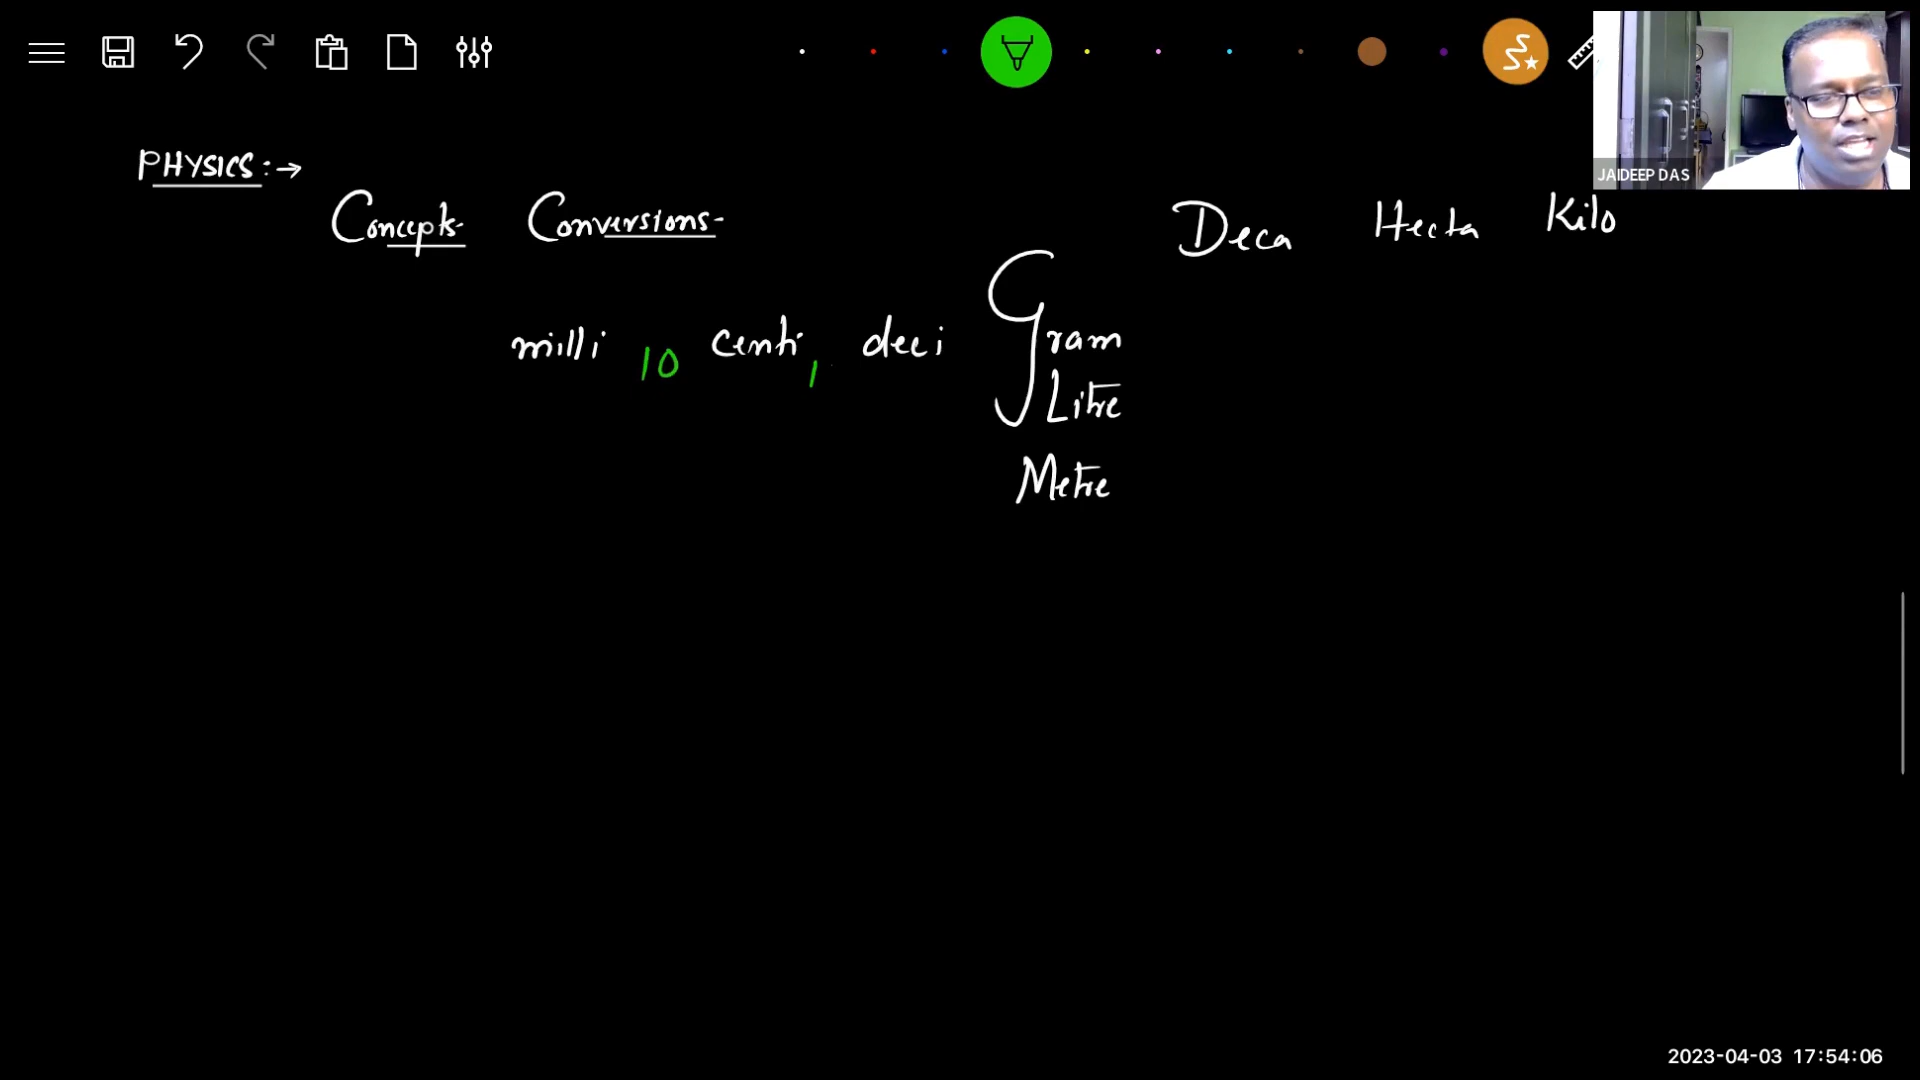 JAIDEEP DAS
PHYSICS:→
Concepts Conversions-
Deca Hecta Kilo
milli 10 centi 1 deci Gram
Litre
Metre
2023-04-03 17:54:06